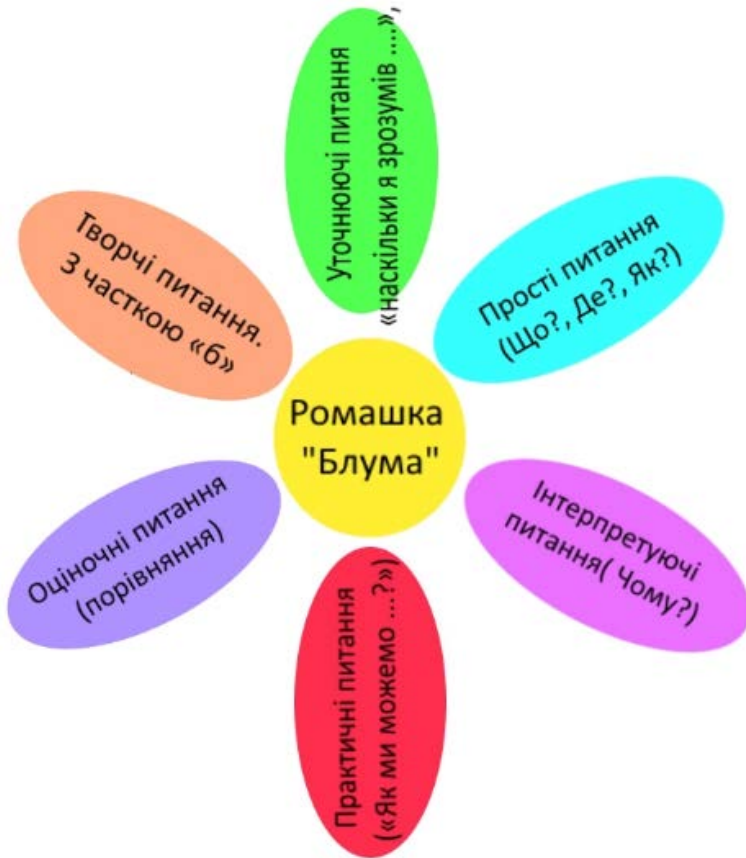 Уточнюючі питання
«наскільки я зрозумів ....»,
Прості питання
(Що?, Де?, Як?)
Інтерпретуючі
питання( Чому?)
Практичні питання
(«Як ми можемо ...?»)
Оціночні питання
(порівняння)
Творчі питання.
З часткою «б»
Ромашка
"Блума"